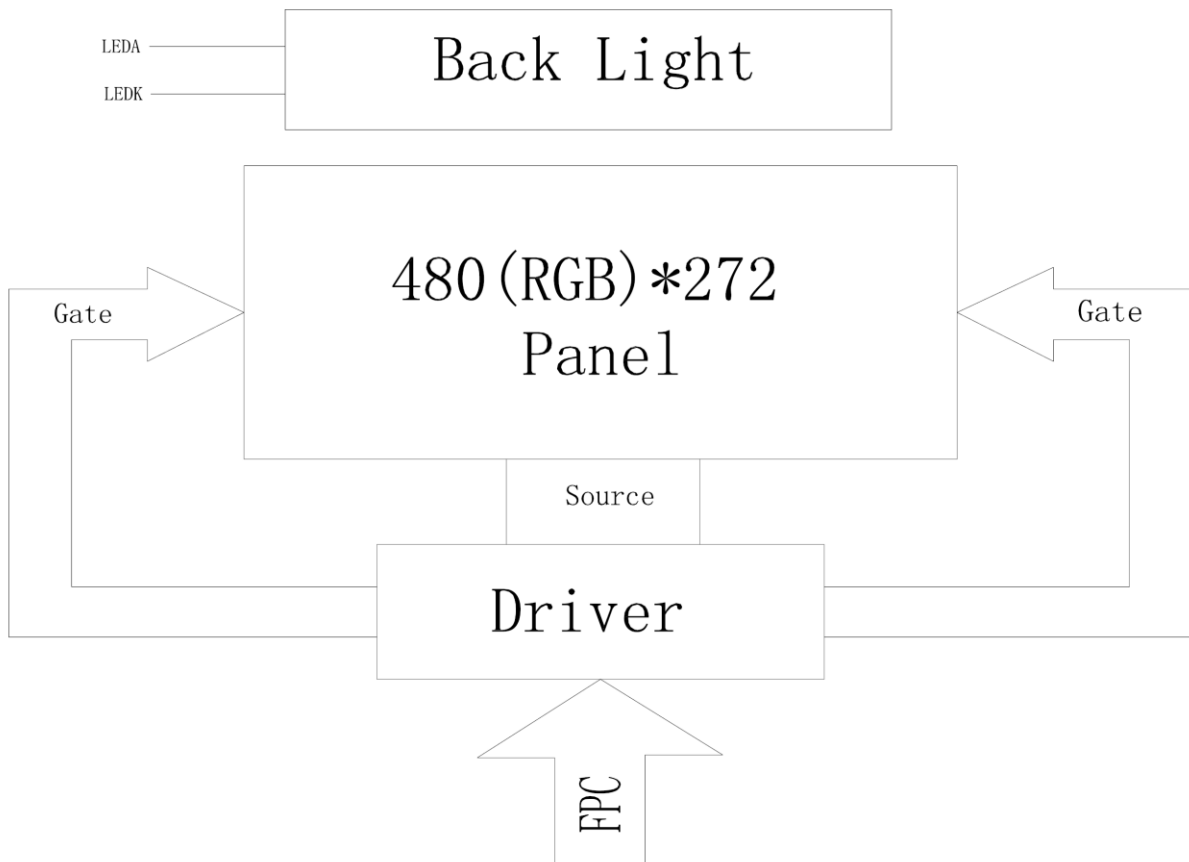 LEDA
Back Light
LEDK
480(RGB)*272
Panel
Gate
Gate
Source
Driver
FPC